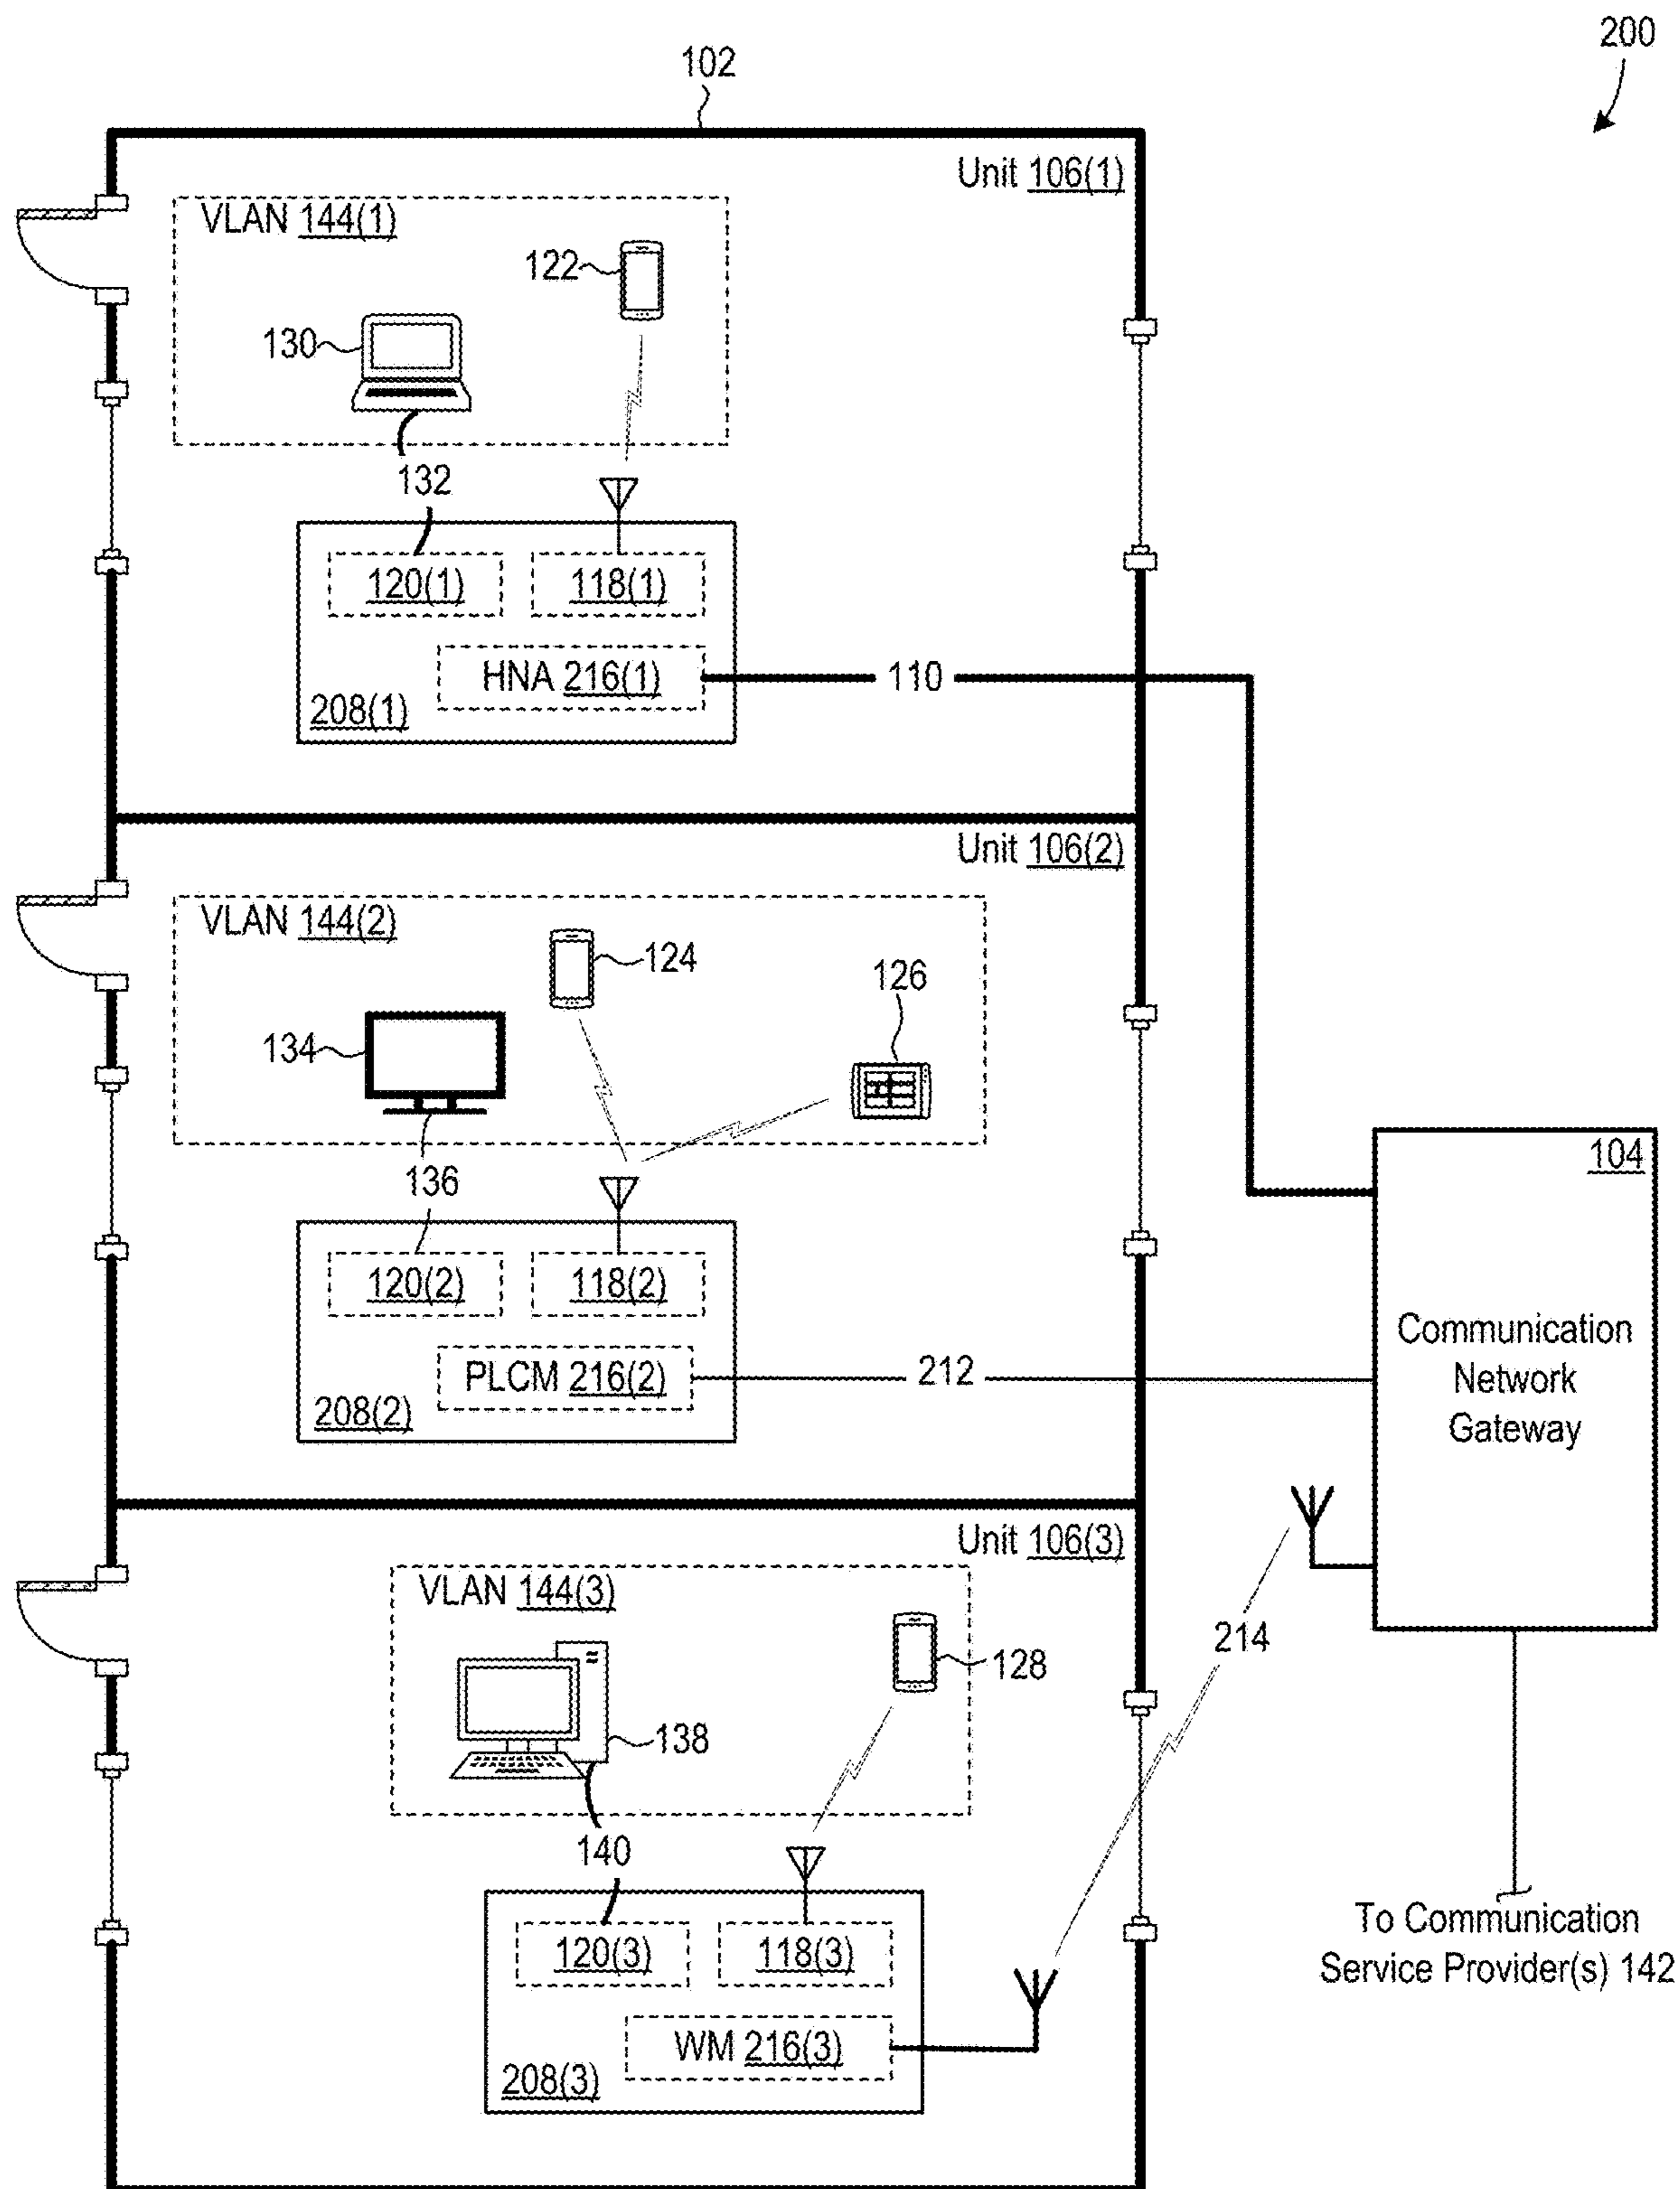 200
102
Unit 106(1)
VLAN 144(1)
122
130
132
120(1)
118(1)
HNA 216(1)
110
208(1)
Unit 106(2)
VLAN 144(2)
124
126
134
104
136
120(2)
118(2)
Communication
Network
Gateway
PLCM 216(2)
212
208(2)
Unit 106(3)
VLAN 144(3)
214
128
138
140
To Communication
Service Provider(s) 142
120(3)
118(3)
WM 216(3)
208(3)